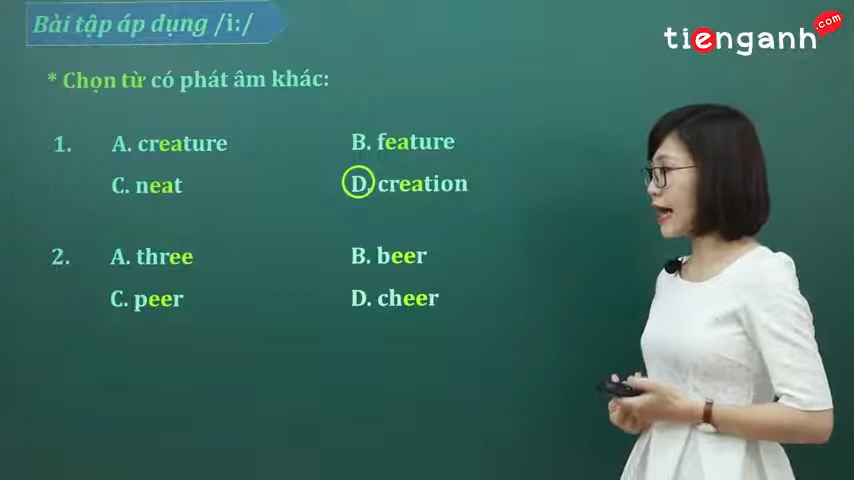 Bài tập áp dụng /i:/
tienganh.com
* Chọn từ có phát âm khác:
1. A. creature B. feature
C. neat D. creation
2. A. three B. beer
C. peer D. cheer